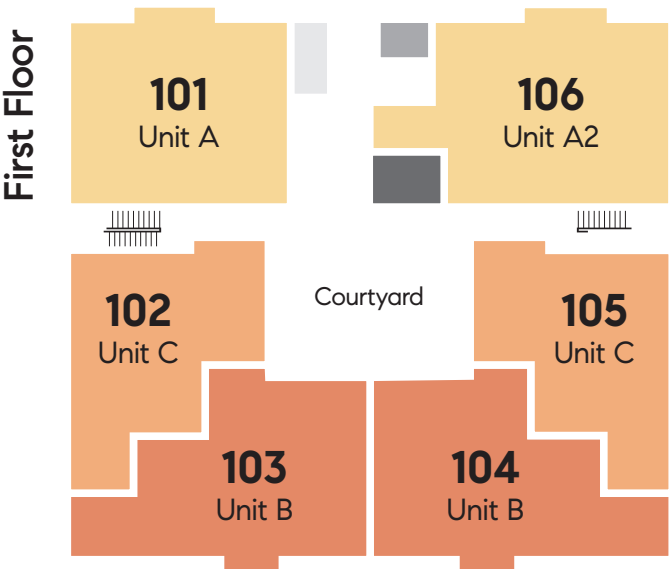 First Floor
101
Unit A
106
Unit A2
Courtyard
102
Unit C
105
Unit C
103
Unit B
104
Unit B